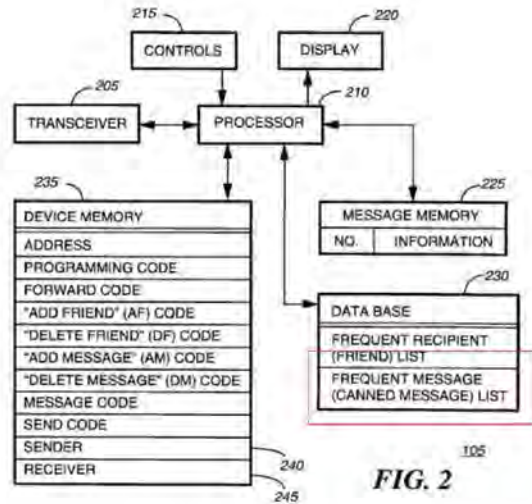 215
CONTROLS
220
DISPLAY
205
TRANSCEIVER
210
PROCESSOR
235
DEVICE MEMORY
ADDRESS
PROGRAMMING CODE
FORWARD CODE
"ADD FRIEND" (AF) CODE
"DELETE FRIEND" (DF) CODE
"ADD MESSAGE" (AM) CODE
"DELETE MESSAGE" (DM) CODE
MESSAGE CODE
SEND CODE
SENDER
240
RECEIVER
245
225
MESSAGE MEMORY
NO. INFORMATION
230
DATA BASE
FREQUENT RECIPIENT
(FRIEND) LIST
FREQUENT MESSAGE
(CANNED MESSAGE) LIST
105
FIG. 2